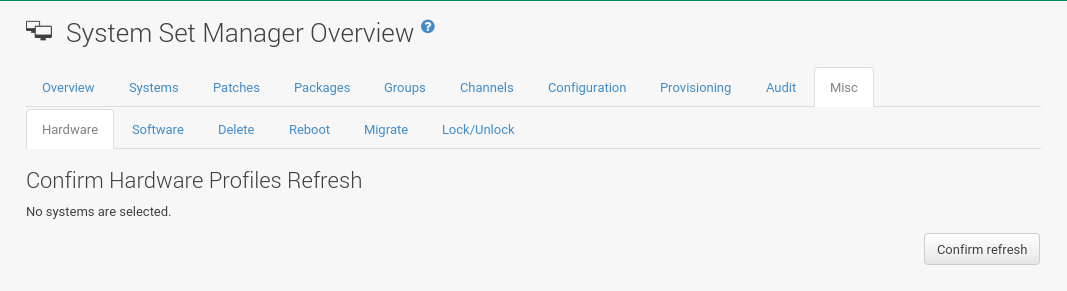 System Set Manager Overview ?
Overview Systems Patches Packages Groups Channels Configuration Provisioning Audit Misc
Hardware Software Delete Reboot Migrate Lock/Unlock
Confirm Hardware Profiles Refresh
No systems are selected.
Confirm refresh